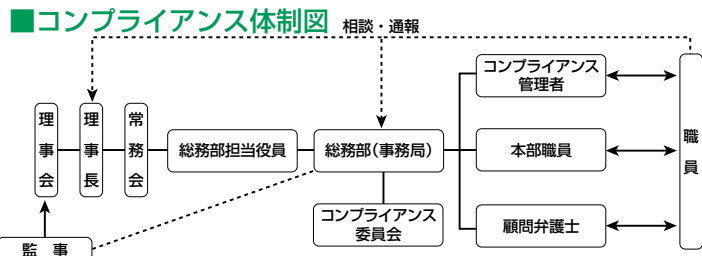 ■コンプライアンス体制図
相談・通報
理事会
理事長
常務会
総務部担当役員
総務部(事務局)
コンプライアンス
管理者
本部職員
顧問弁護士
職員
コンプライアンス
委員会
監 事